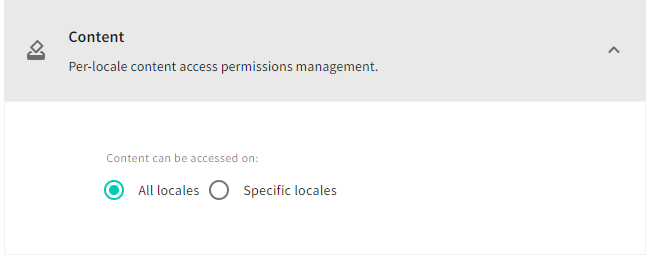 Content
Per-locale content access permissions management.
Content can be accessed on:
All locales Specific locales